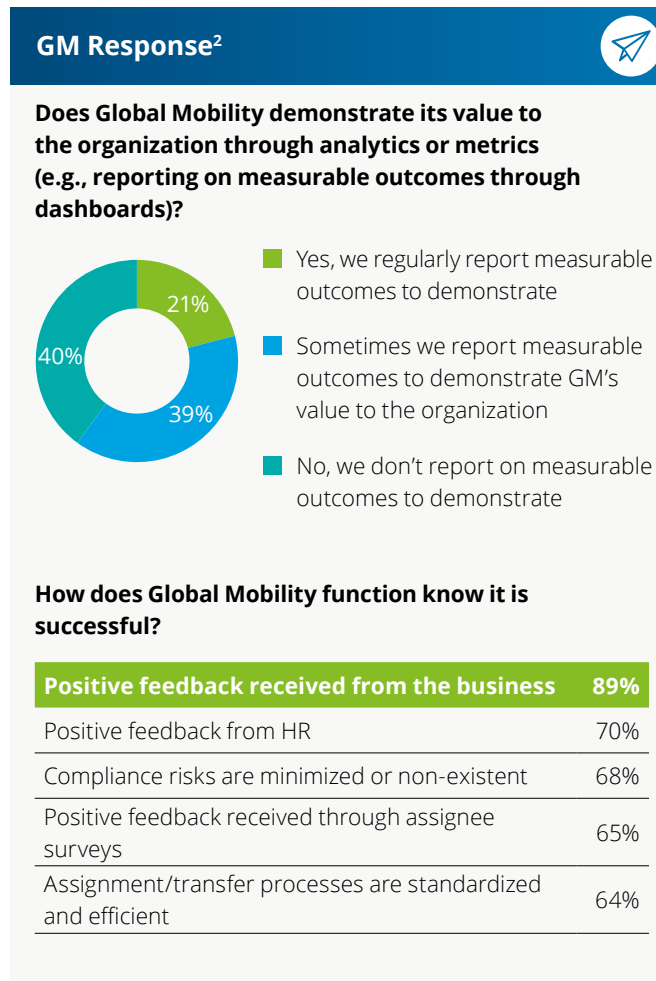 GM Response²
Does Global Mobility demonstrate its value to
the organization through analytics or metrics
(e.g., reporting on measurable outcomes through
dashboards)?
21%
39%
40%
Yes, we regularly report measurable
outcomes to demonstrate
Sometimes we report measurable
outcomes to demonstrate GM’s
value to the organization
No, we don’t report on measurable
outcomes to demonstrate
How does Global Mobility function know it is
successful?
Positive feedback received from the business 89%
Positive feedback from HR 70%
Compliance risks are minimized or non-existent 68%
Positive feedback received through assignee
surveys 65%
Assignment/transfer processes are standardized
and efficient 64%